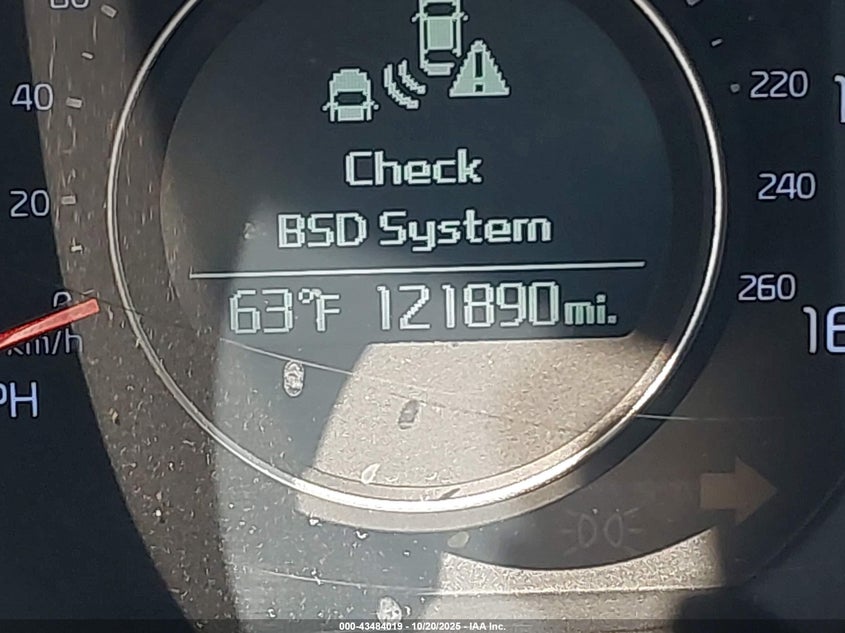 40
20
0
km/h
PH
220
240
260
Check
BSD System
63°F 121890mi.
000-43484019 - 10/20/2025 - IAA Inc.